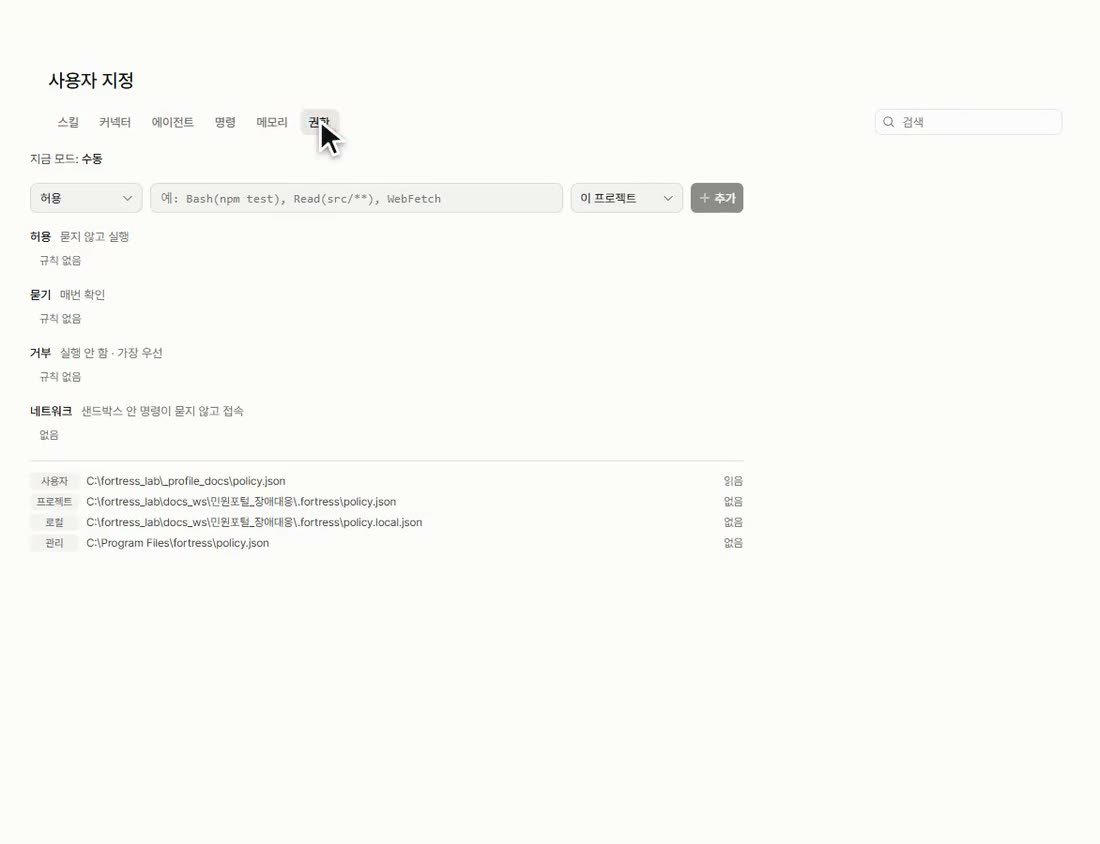 사용자 지정
스킬 커넥터 에이전트 명령 메모리 권한
검색
지금 모드: 수동
허용 예: Bash(npm test), Read(src/**), WebFetch 이 프로젝트 + 추가
허용 묻지 않고 실행
규칙 없음
묻기 매번 확인
규칙 없음
거부 실행 안 함 · 가장 우선
규칙 없음
네트워크 샌드박스 안 명령이 묻지 않고 접속
없음
사용자 C:\fortress_lab\_profile_docs\policy.json 읽음
프로젝트 C:\fortress_lab\docs_ws\민원포털_장애대응\.fortress\policy.json 없음
로컬 C:\fortress_lab\docs_ws\민원포털_장애대응\.fortress\policy.local.json 없음
관리 C:\Program Files\fortress\policy.json 없음